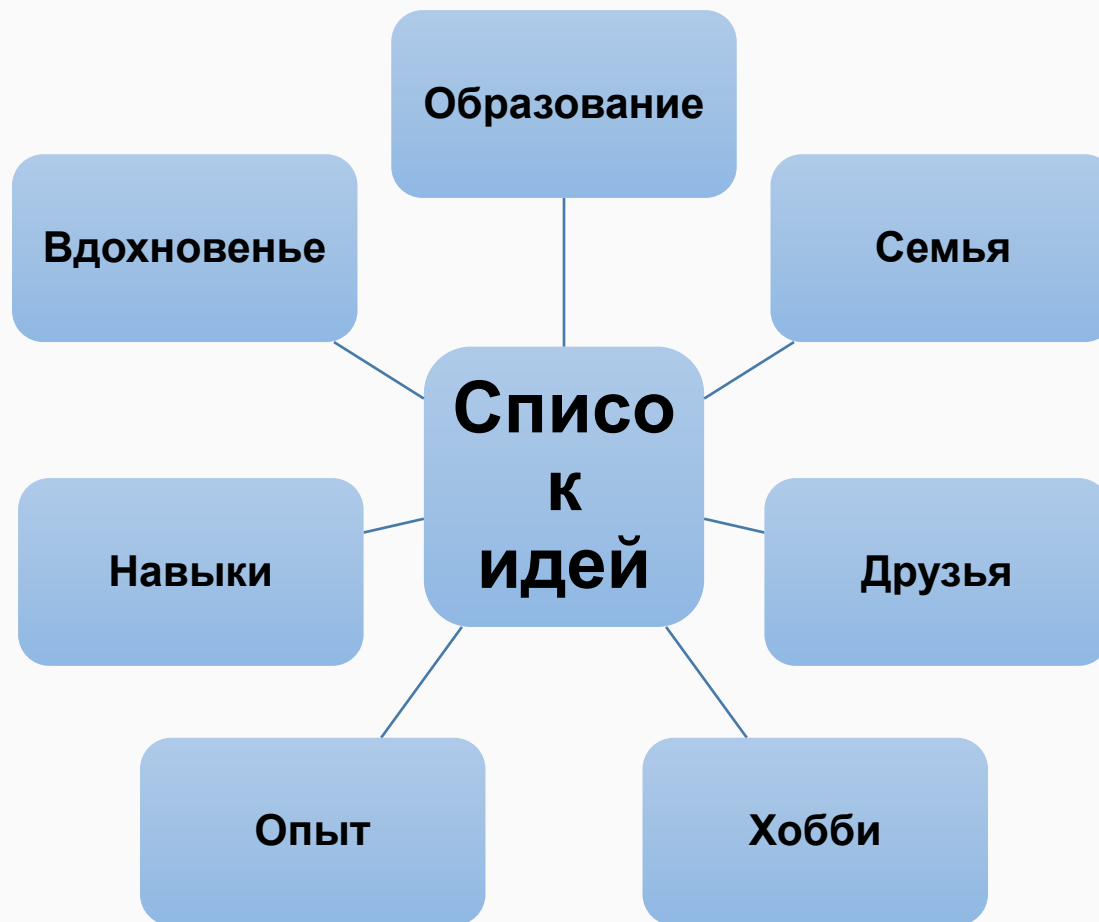 Образование
Вдохновенье
Семья
Списо
к
идей
Навыки
Друзья
Опыт
Хобби